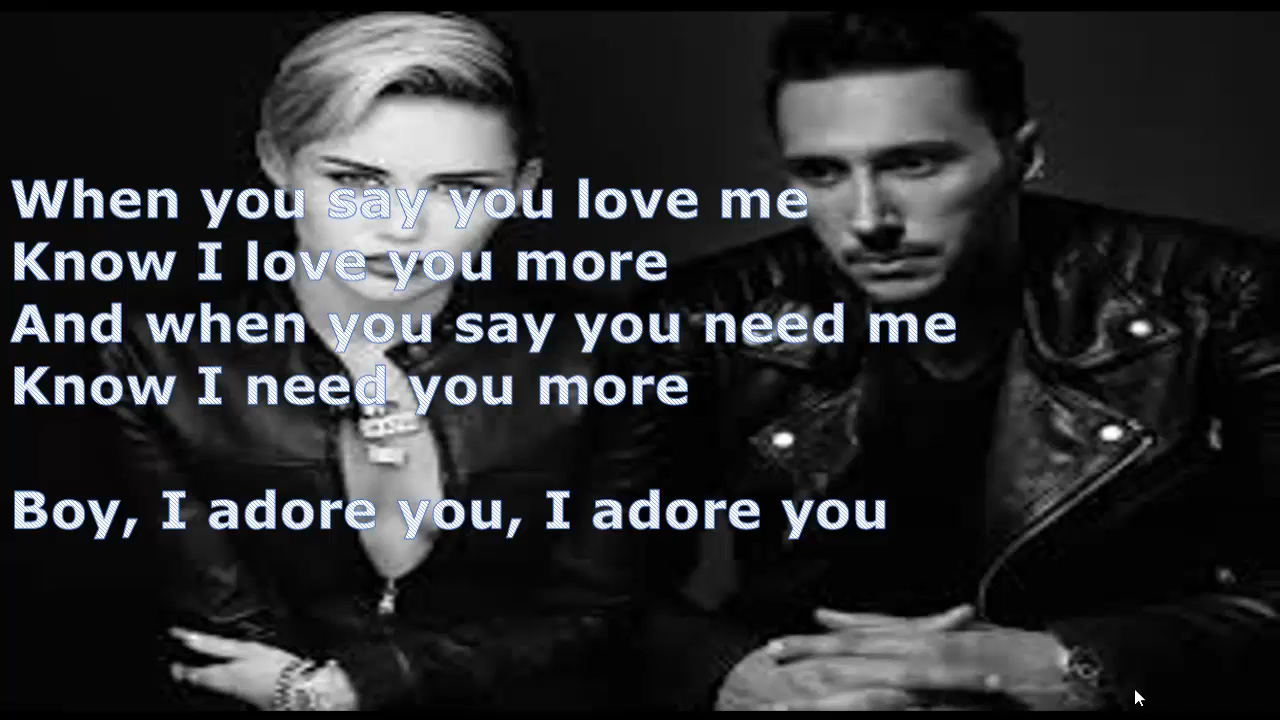 When you say you love me
Know I love you more
And when you say you need me
Know I need you more
Boy, I adore you, I adore you